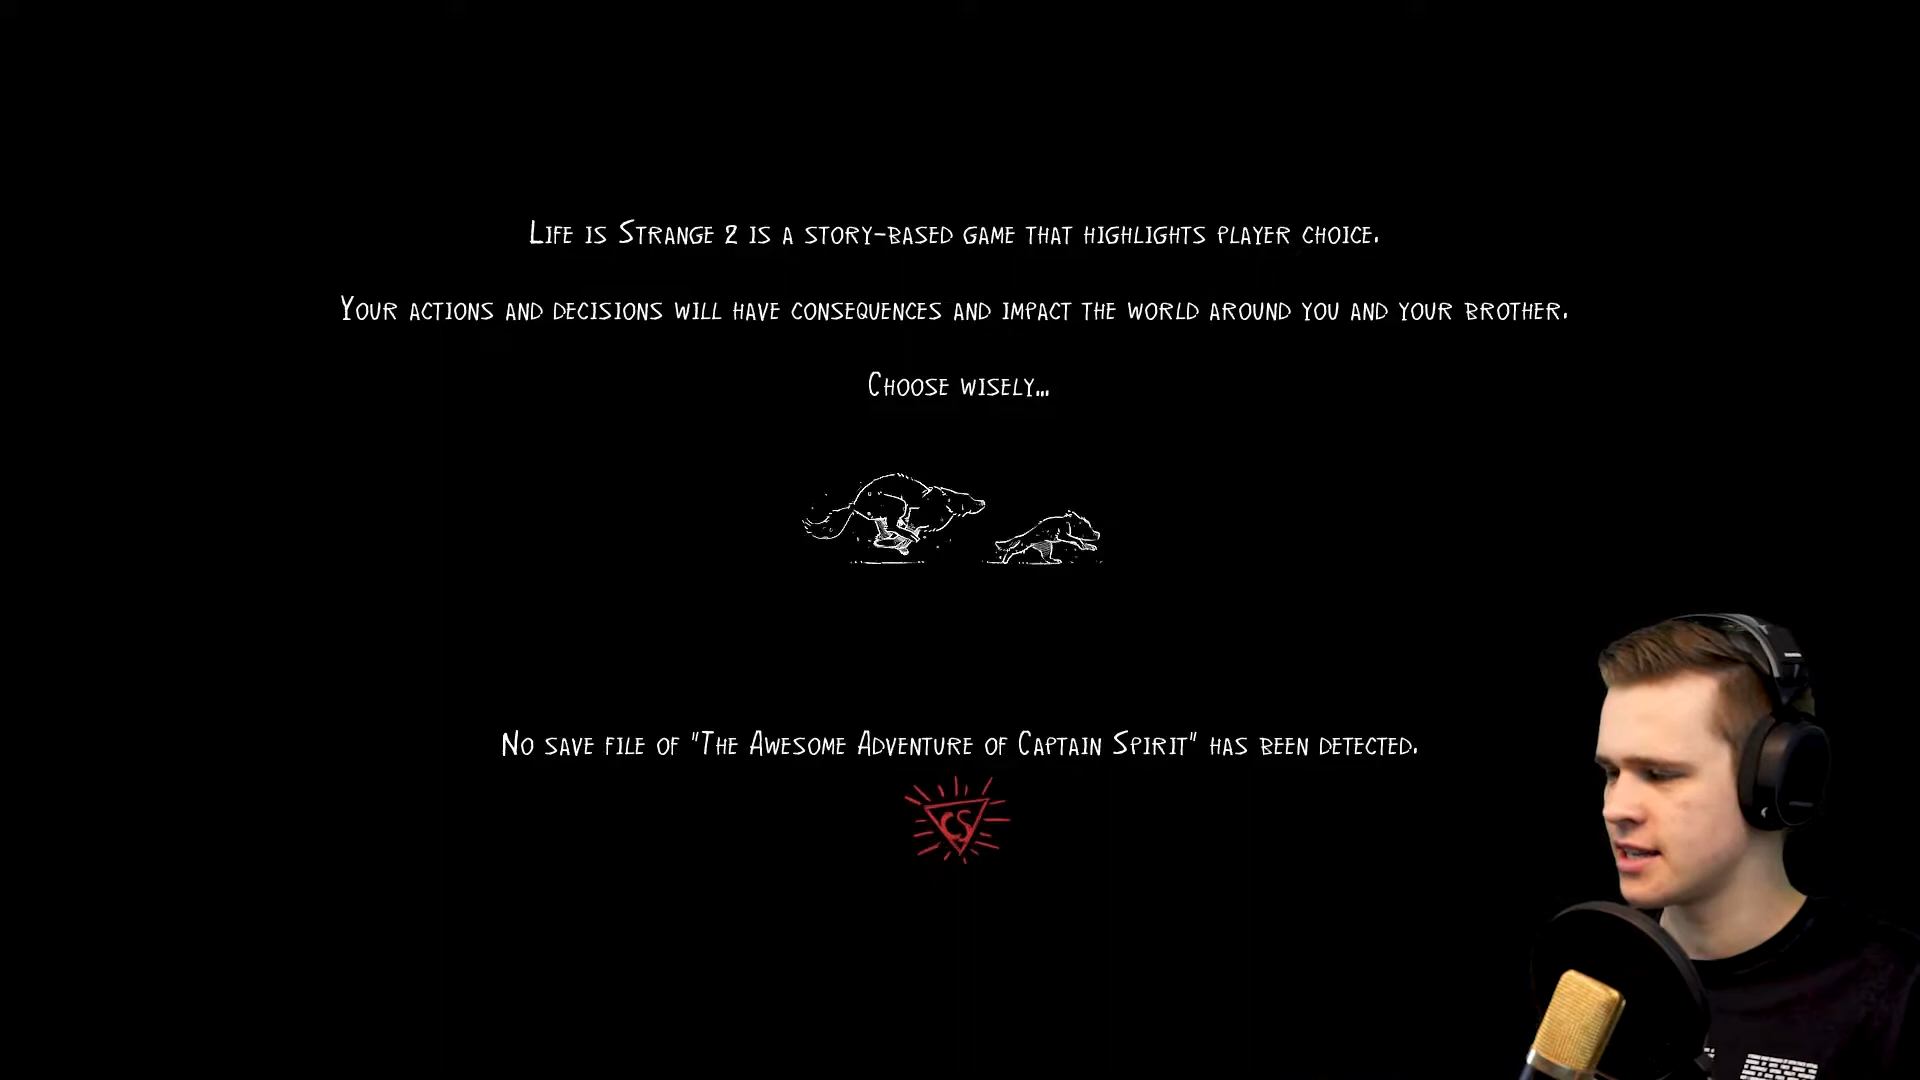 Life is Strange 2 is a story-based game that highlights player choice.
Your actions and decisions will have consequences and impact the world around you and your brother.
Choose wisely...
No save file of "The Awesome Adventure of Captain Spirit" has been detected.
CS